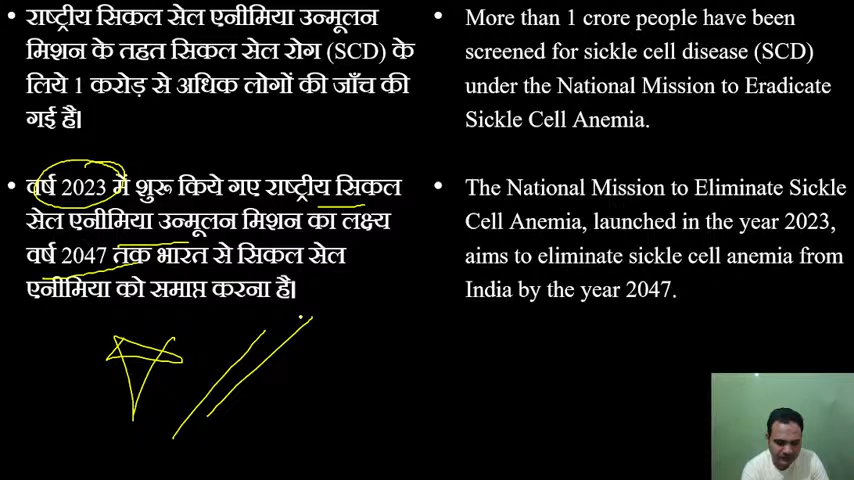 • राष्ट्रीय सिकल सेल एनीमिया उन्मूलन
मिशन के तहत सिकल सेल रोग (SCD) के
लिये 1 करोड़ से अधिक लोगों की जाँच की
गई है।
• वर्ष 2023 में शुरू किये गए राष्ट्रीय सिकल
सेल एनीमिया उन्मूलन मिशन का लक्ष्य
वर्ष 2047 तक भारत से सिकल सेल
एनीमिया को समाप्त करना है।
• More than 1 crore people have been
screened for sickle cell disease (SCD)
under the National Mission to Eradicate
Sickle Cell Anemia.
• The National Mission to Eliminate Sickle
Cell Anemia, launched in the year 2023,
aims to eliminate sickle cell anemia from
India by the year 2047.